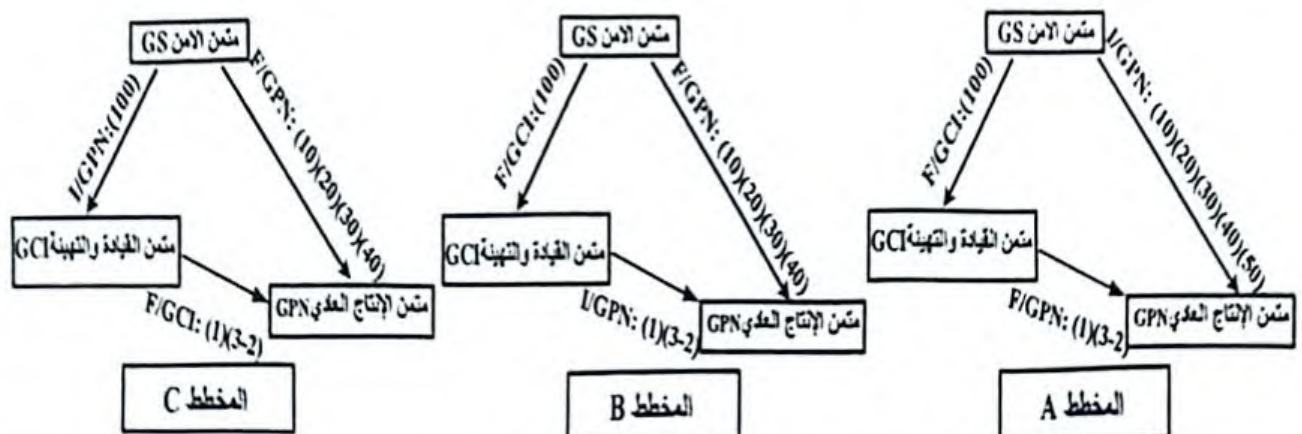 متمن الامن GS
I/GPN: (10)(20)(30)(40)(50)
F/GCI:(100)
متمن القيادة والتهيئة GCI
متمن الإنتاج العادي GPN
F/GPN: (1)(3-2)
المخطط A
متمن الامن GS
F/GPN: (10)(20)(30)(40)
F/GCI:(100)
متمن القيادة والتهيئة GCI
متمن الإنتاج العادي GPN
I/GPN: (1)(3-2)
المخطط B
متمن الامن GS
F/GPN: (10)(20)(30)(40)
I/GPN:(100)
متمن القيادة والتهيئة GCI
متمن الإنتاج العادي GPN
F/GCI: (1)(3-2)
المخطط C